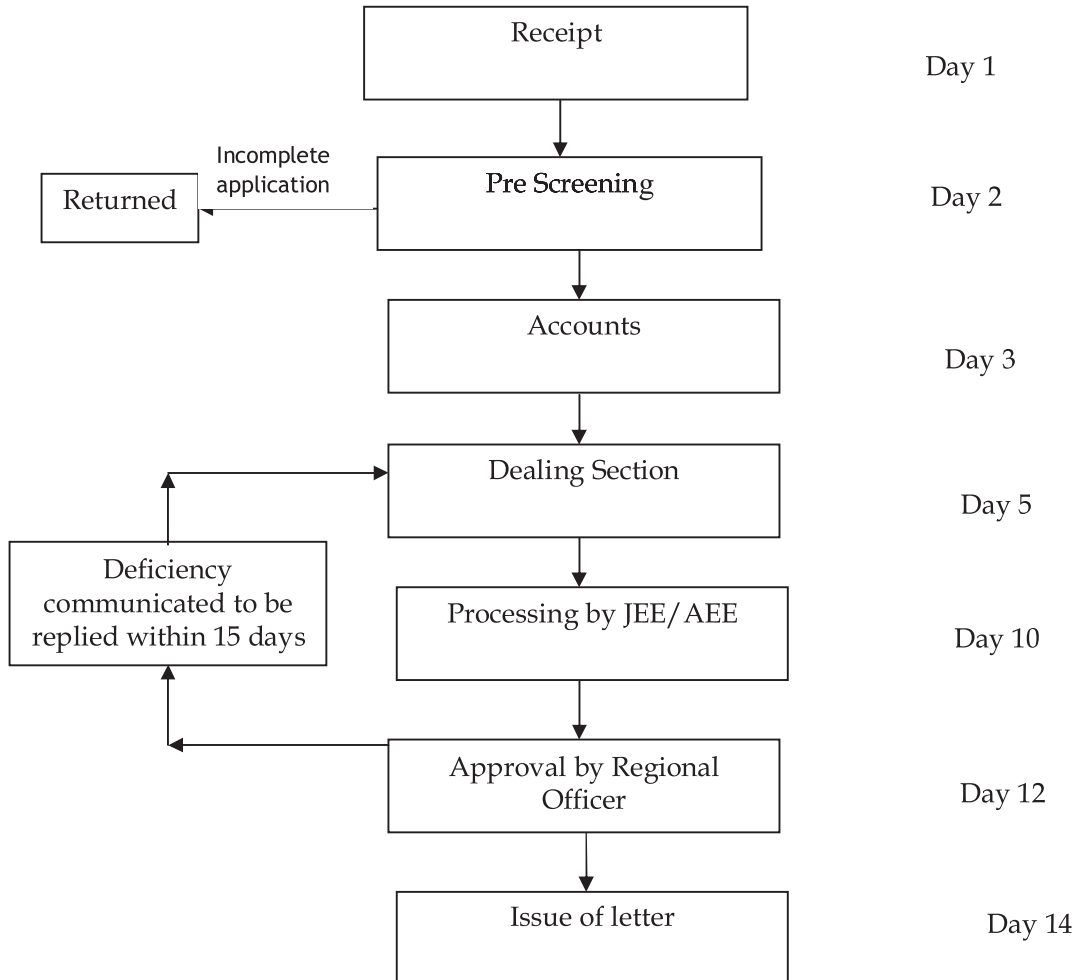 Receipt
Day 1
Incomplete
application
Returned
Pre Screening
Day 2
Accounts
Day 3
Dealing Section
Day 5
Deficiency
communicated to be
replied within 15 days
Processing by JEE/AEE
Day 10
Approval by Regional
Officer
Day 12
Issue of letter
Day 14